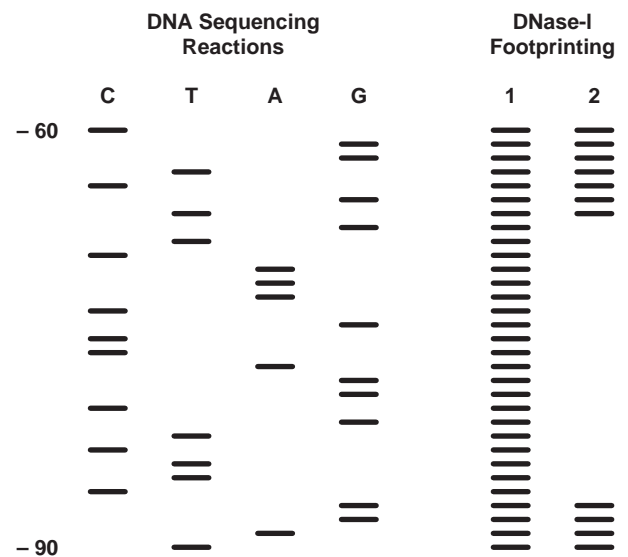 DNA Sequencing
Reactions
DNase-I
Footprinting
C T A G 1 2
– 60
– 90